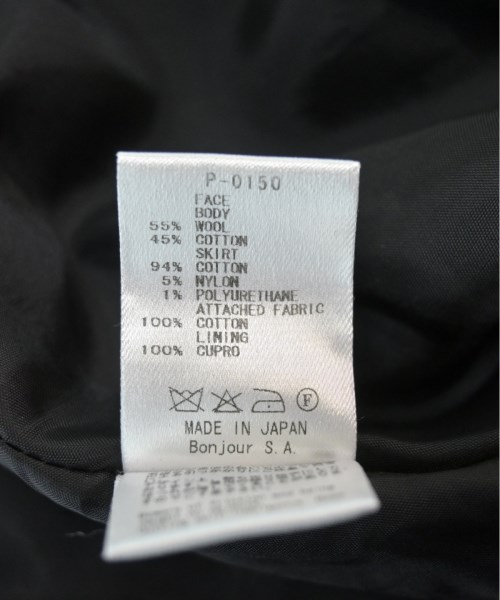 P-0150
FACE
BODY
55% WOOL
45% COTTON
SKIRT
94% COTTON
5% NYLON
1% POLYURETHANE
ATTACHED FABRIC
100% COTTON
LINING
100% CUPRO
F
MADE IN JAPAN
Bonjour S.A.